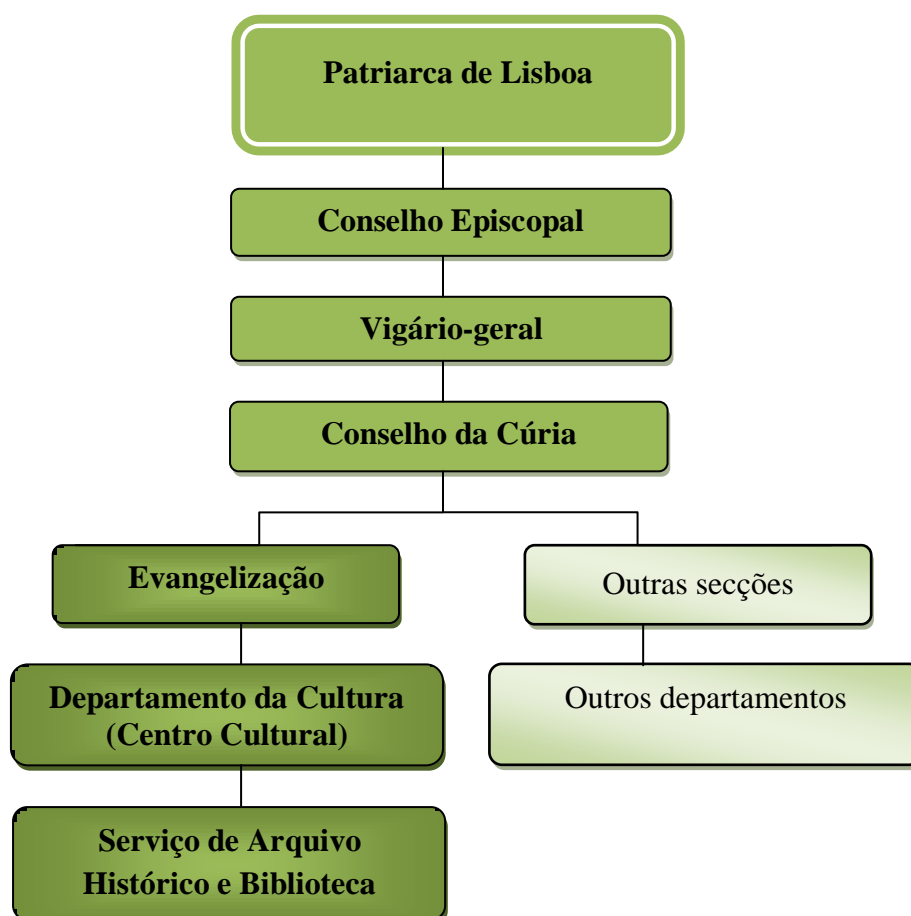 Patriarca de Lisboa
Conselho Episcopal
Vigário-geral
Conselho da Cúria
Evangelização
Outras secções
Departamento da Cultura
(Centro Cultural)
Outros departamentos
Serviço de Arquivo
Histórico e Biblioteca